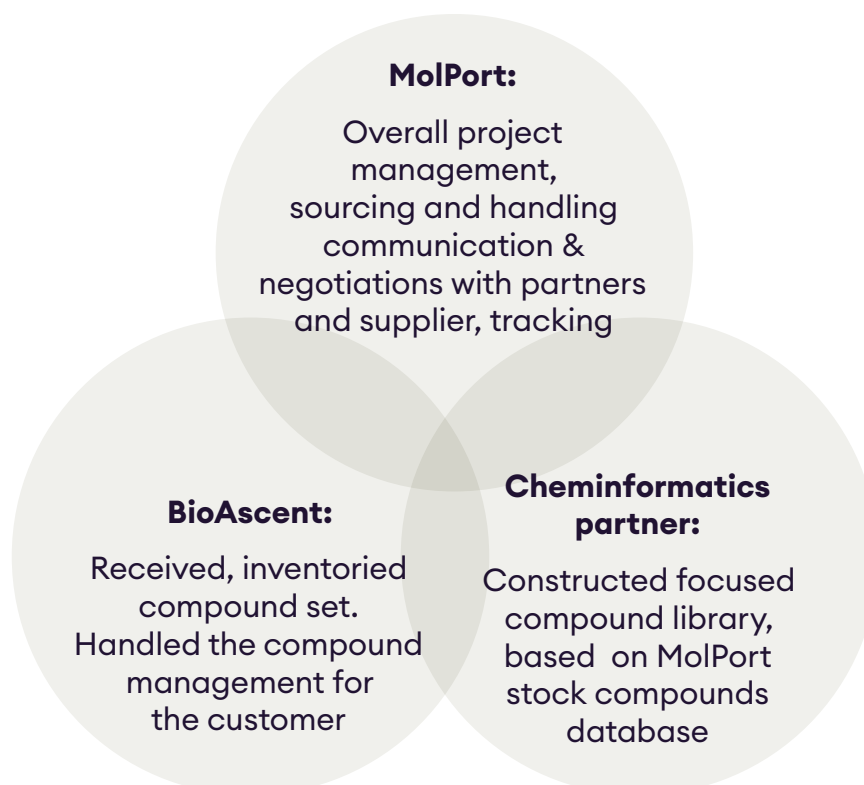 MolPort:
Overall project
management,
sourcing and handling
communication &
negotiations with partners
and supplier, tracking
BioAscent:
Received, inventoried
compound set.
Handled the compound
management for
the customer
Cheminformatics
partner:
Constructed focused
compound library,
based on MolPort
stock compounds
database